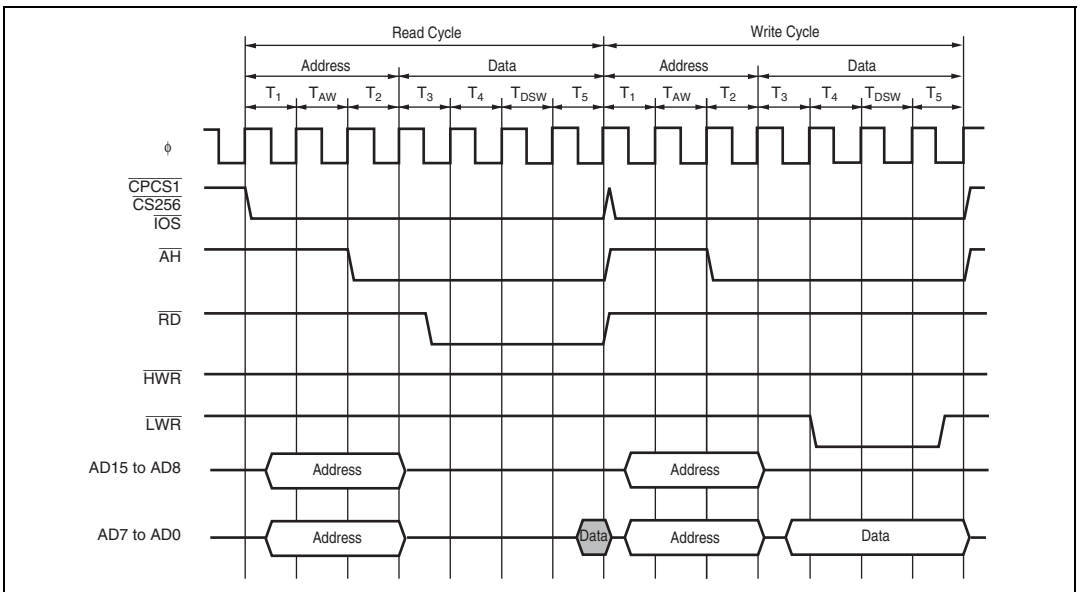 Read Cycle Write Cycle
Address Data Address Data
T1 TAW T2 T3 T4 TDSW T5 T1 TAW T2 T3 T4 TDSW T5
φ
CPCS1
CS256
IOS
AH
RD
HWR
LWR
AD15 to AD8 Address Address
AD7 to AD0 Address Data Address Data